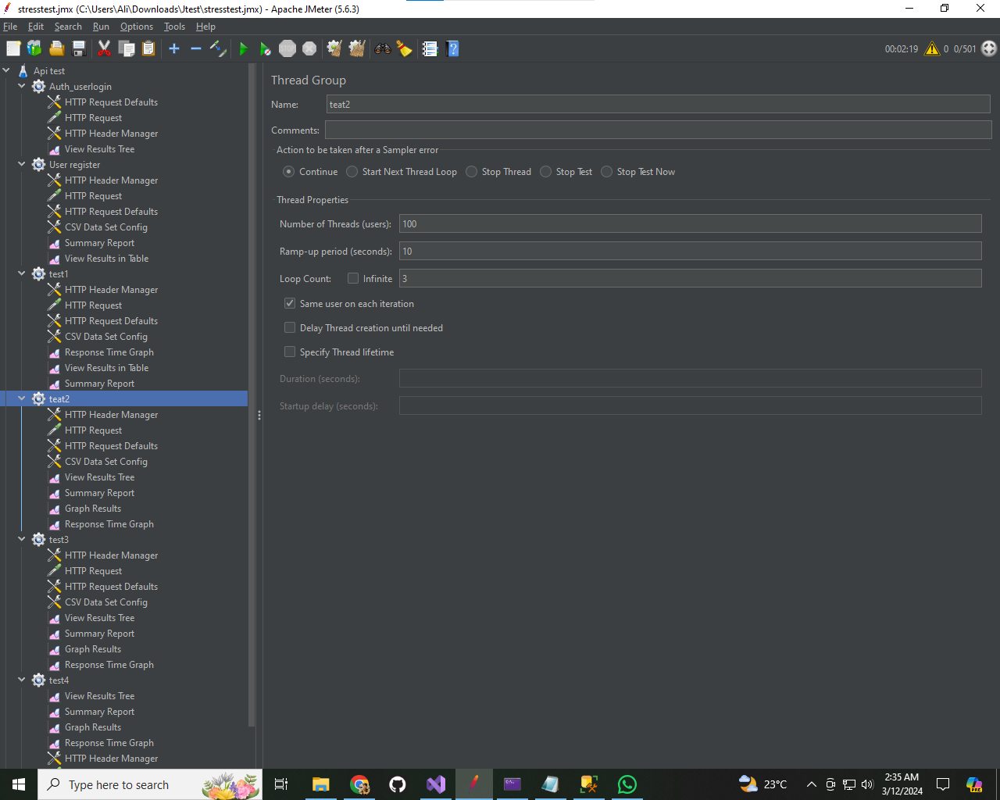 stresstest.jmx (C:\Users\Ali\Downloads\Jtest\stresstest.jmx) - Apache JMeter (5.6.3)
File Edit Search Run Options Tools Help
STOP 00:02:19 0 0/501
Api test
Auth_userlogin
HTTP Request Defaults
HTTP Request
HTTP Header Manager
View Results Tree
User register
HTTP Header Manager
HTTP Request
HTTP Request Defaults
CSV Data Set Config
Summary Report
View Results in Table
test1
HTTP Header Manager
HTTP Request
HTTP Request Defaults
CSV Data Set Config
Response Time Graph
View Results in Table
Summary Report
teat2
HTTP Header Manager
HTTP Request
HTTP Request Defaults
CSV Data Set Config
View Results Tree
Summary Report
Graph Results
Response Time Graph
test3
HTTP Header Manager
HTTP Request
HTTP Request Defaults
CSV Data Set Config
View Results Tree
Summary Report
Graph Results
Response Time Graph
test4
View Results Tree
Summary Report
Graph Results
Response Time Graph
HTTP Header Manager
Thread Group
Name: teat2
Comments:
Action to be taken after a Sampler error
Continue Start Next Thread Loop Stop Thread Stop Test Stop Test Now
Thread Properties
Number of Threads (users): 100
Ramp-up period (seconds): 10
Loop Count: Infinite 3
Same user on each iteration
Delay Thread creation until needed
Specify Thread lifetime
Duration (seconds):
Startup delay (seconds):
Type here to search
23°C
2:35 AM
3/12/2024
PRE